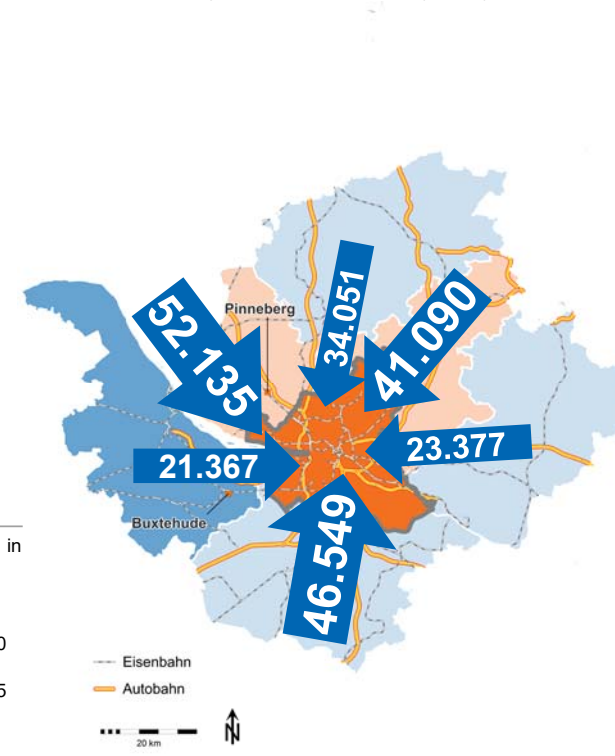 Pinneberg
34.051
52.135
41.090
23.377
21.367
Buxtehude
46.549
in
0
5
Eisenbahn
Autobahn
N
20 km